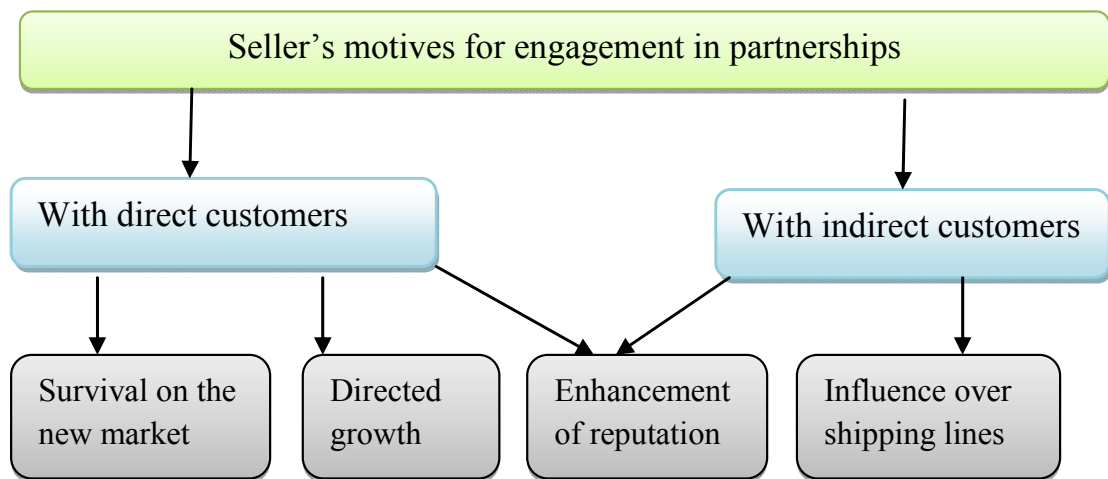 Seller’s motives for engagement in partnerships
With direct customers
With indirect customers
Survival on the
new market
Directed
growth
Enhancement
of reputation
Influence over
shipping lines